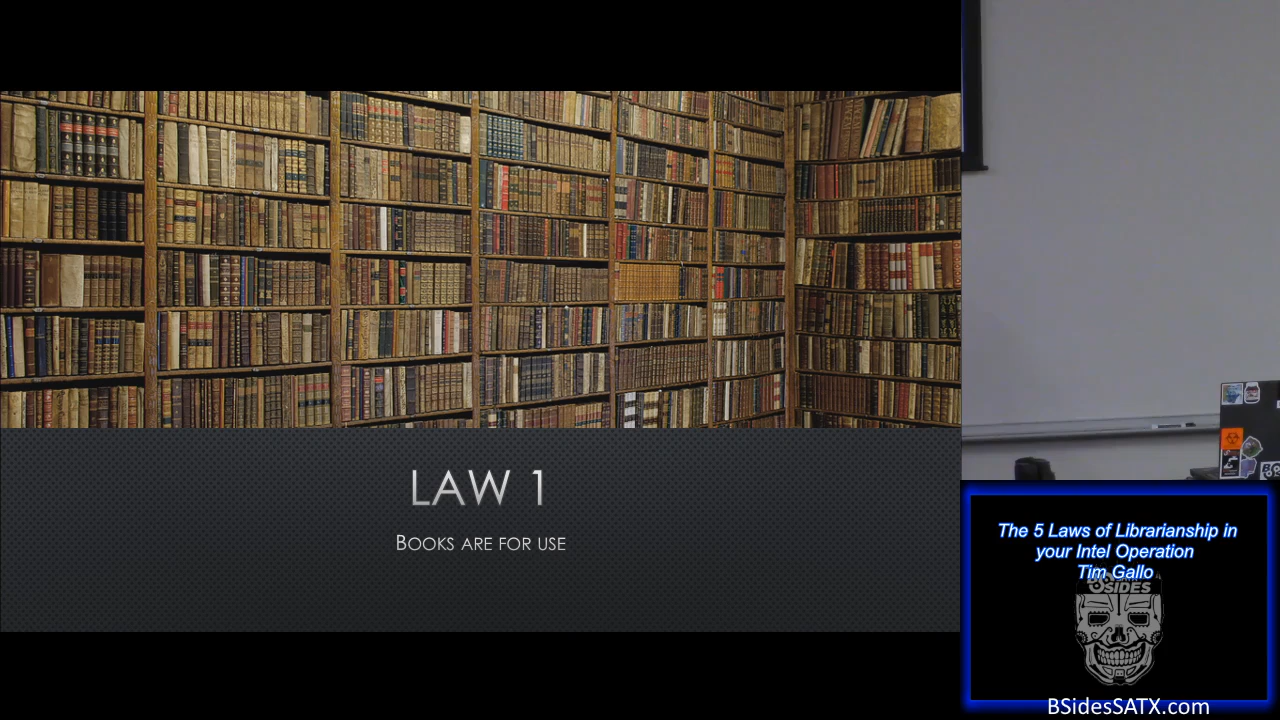 LAW 1
BOOKS ARE FOR USE
The 5 Laws of Librarianship in
your Intel Operation
Tim Gallo
BSIDES
BSidesSATX.com